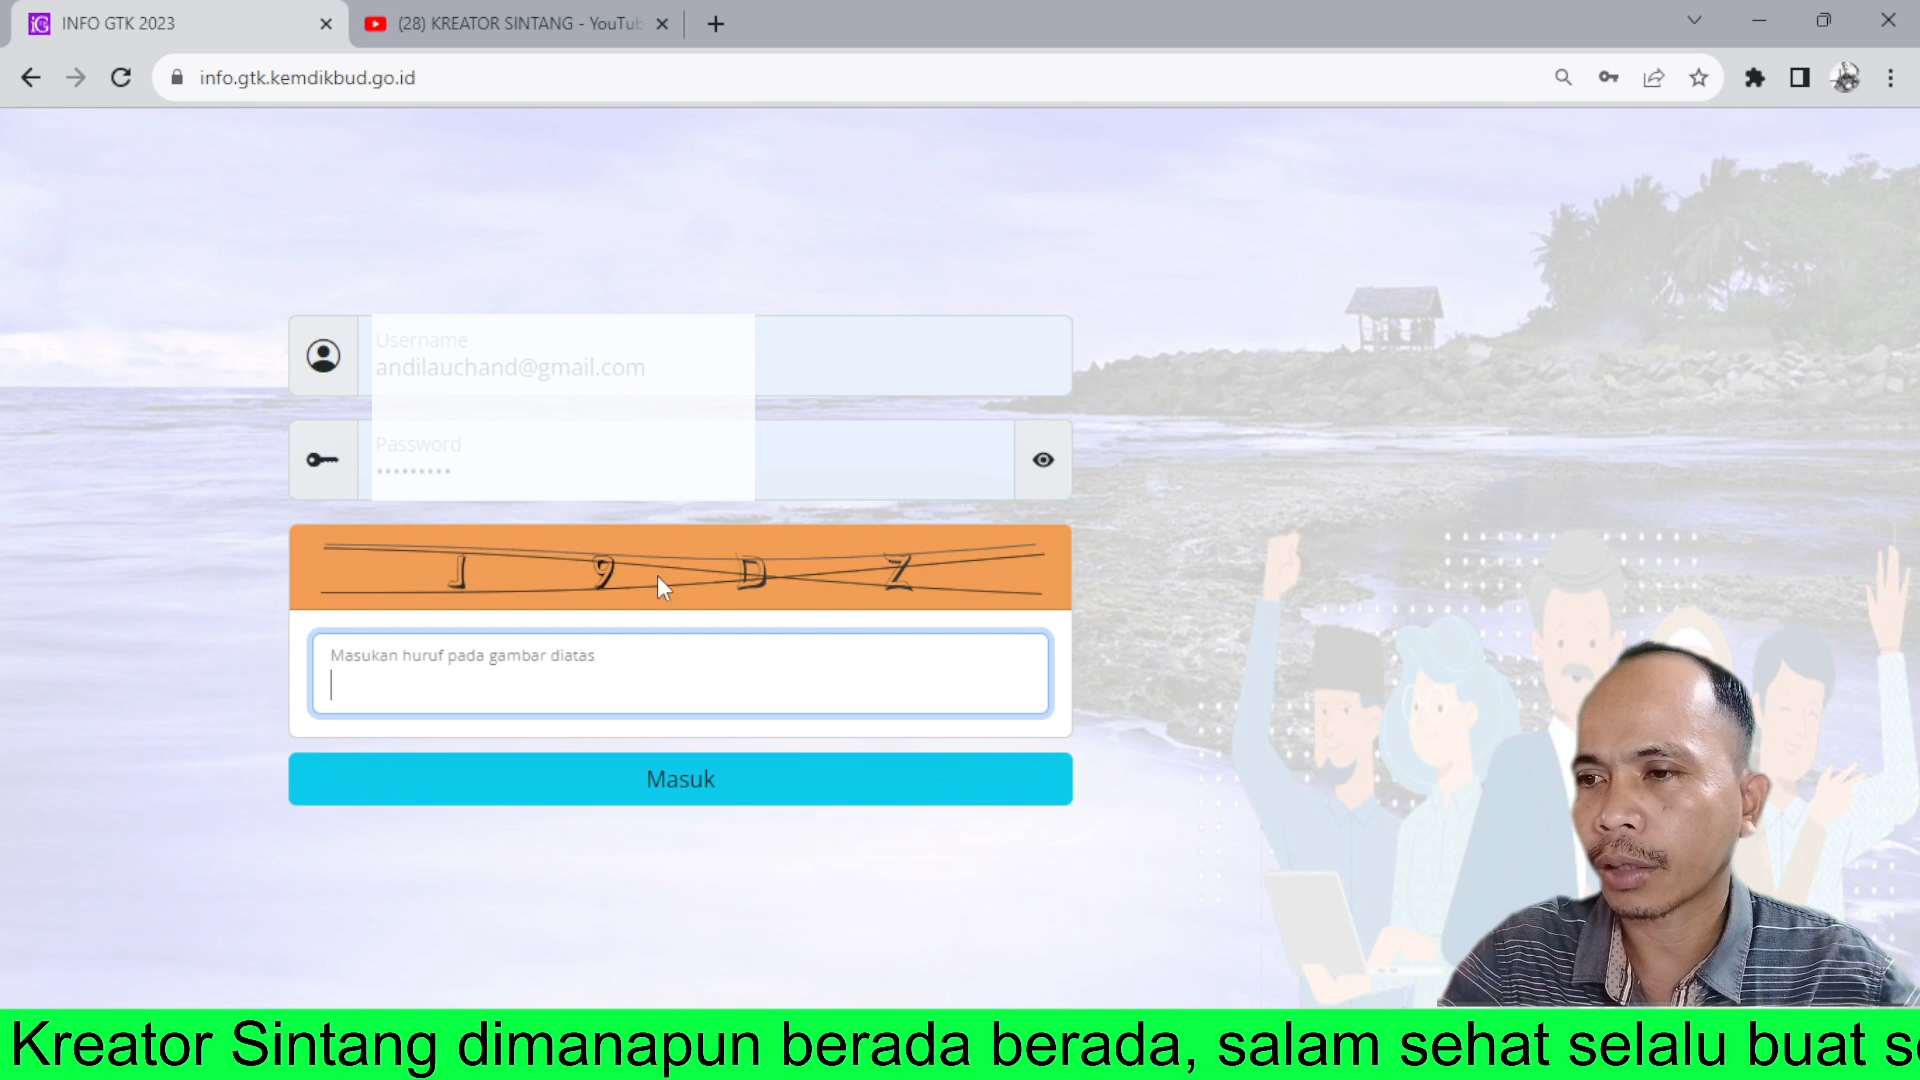 INFO GTK 2023
(28) KREATOR SINTANG - YouTub
info.gtk.kemdikbud.go.id
Username
andilauchand@gmail.com
Password
J 9 D Z
Masukan huruf pada gambar diatas
Masuk
Kreator Sintang dimanapun berada berada, salam sehat selalu buat s